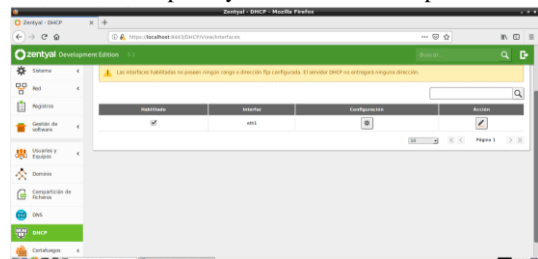 Zentyal - DHCP - Mozilla Firefox
Zentyal - DHCP
https://localhost:8443/DHCP/View/Interfaces
zentyal Development Edition
Buscar...
Sistema
Las interfaces habilitadas no poseen ningún rango o dirección fija configurada. El servidor DHCP no entregará ninguna dirección.
Red
Registros
Habilitado Interfaz Configuración Acción
Gestión de software
eth1
10 Página 1
Usuarios y Equipos
Dominio
Compartición de Ficheros
DNS
DHCP
Cortafuegos